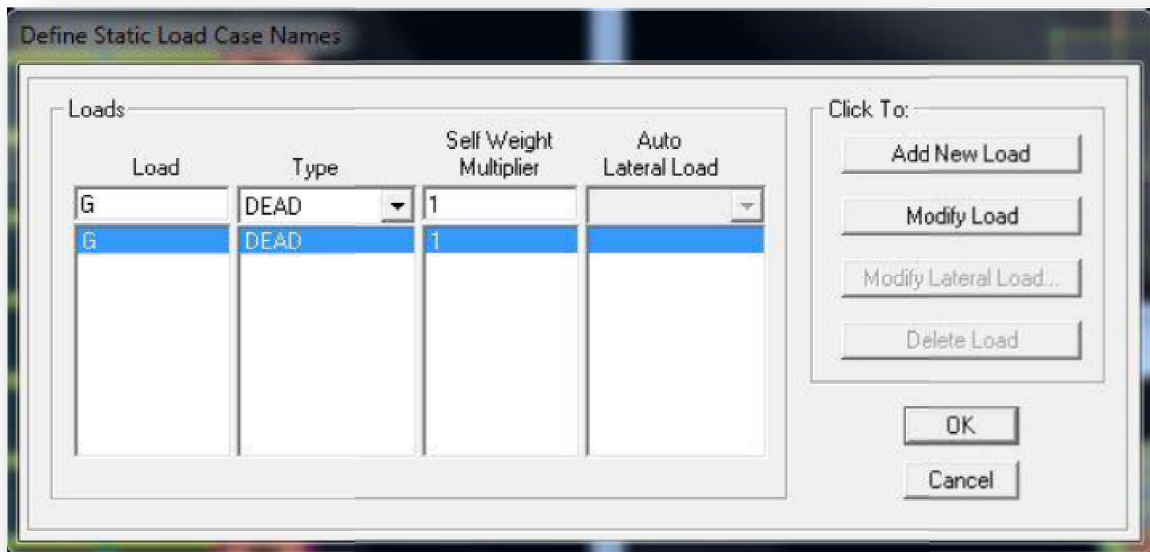 Define Static Load Case Names
Loads
Load
Type
Self Weight
Multiplier
Auto
Lateral Load
G
DEAD
1
G
DEAD
1
Click To:
Add New Load
Modify Load
Modify Lateral Load...
Delete Load
OK
Cancel